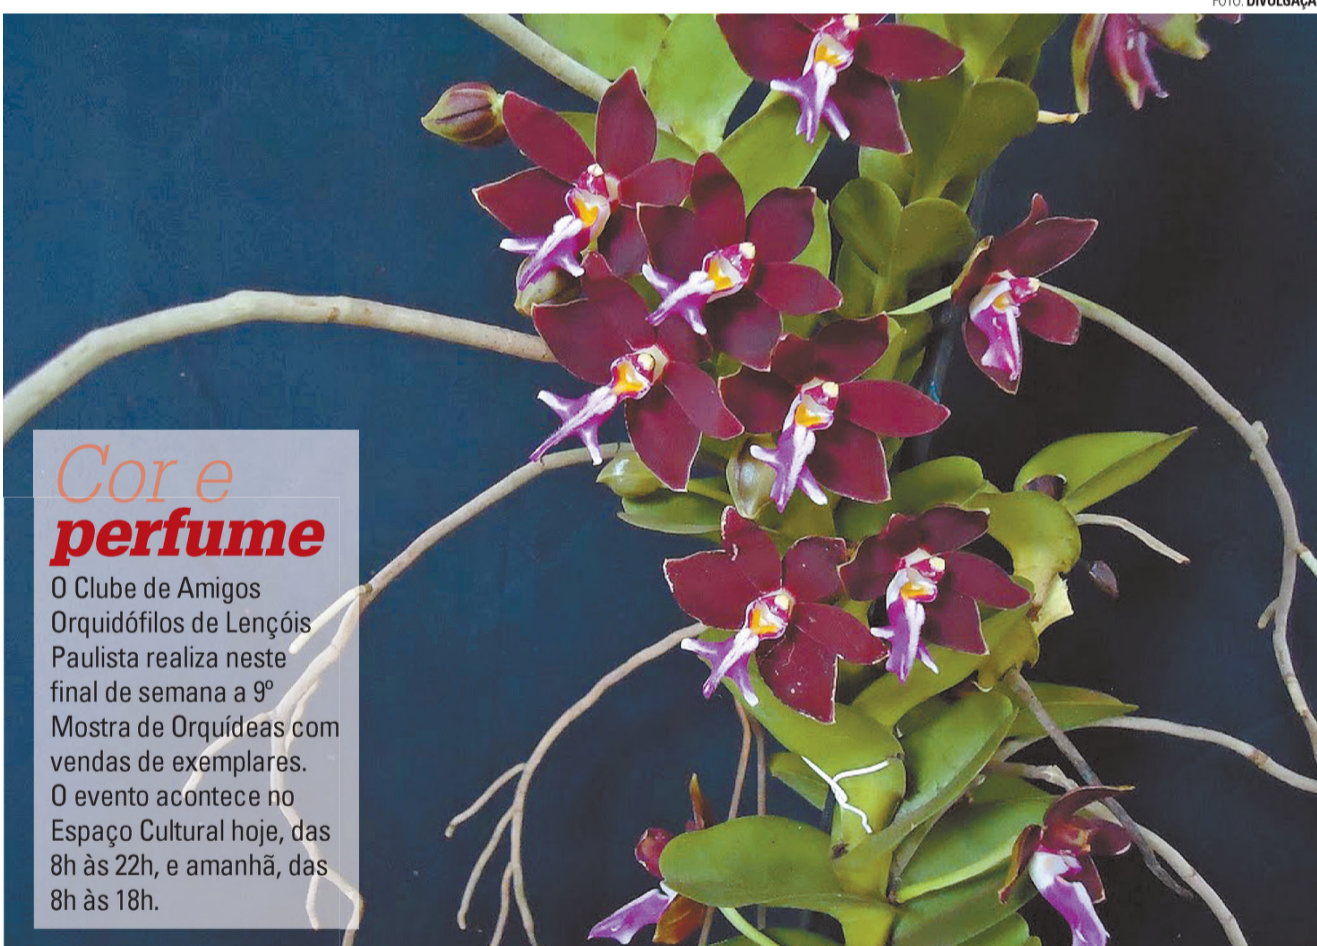 FOTO: DIVULGAÇÃ
Cor e
perfume
O Clube de Amigos
Orquidófilos de Lençóis
Paulista realiza neste
final de semana a 9º
Mostra de Orquídeas com
vendas de exemplares.
O evento acontece no
Espaço Cultural hoje, das
8h às 22h, e amanhã, das
8h às 18h.